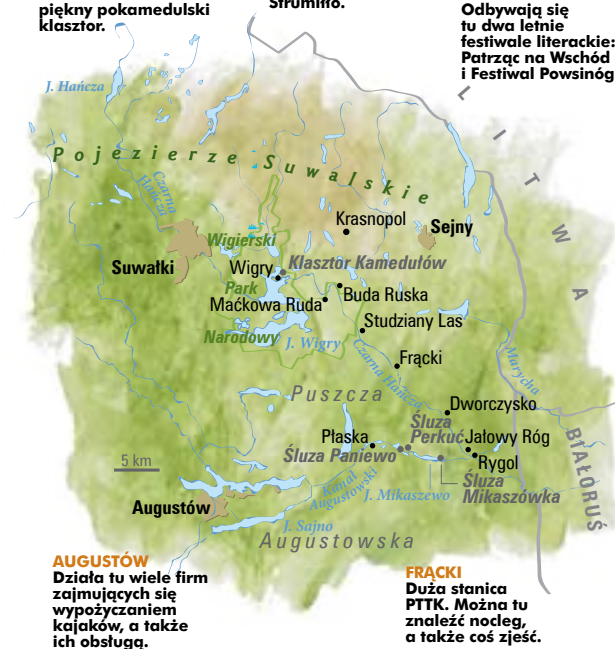 piękny pokamedulski
klasztor.
Strumiłło.
Odbywają się
tu dwa letnie
festiwale literackie:
Patrząc na Wschód
i Festiwal Powsinóg
J. Hańcza
LITWA
Pojezierze Suwalskie
Czarna
Hańcza
Krasnopol
Sejny
Wigierski
Suwałki
Klasztor Kamedułów
Wigry
Park
Buda Ruska
Maćkowa Ruda
Studziany Las
Narodowy
J. Wigry
Marycha
Frącki
Czarna Hańcza
Puszcza
Dworczysko
BIAŁORUŚ
Śluza
Perkuć
Płaska
Jałowy Róg
Śluza Paniewo
Rygol
5 km
Śluza
Mikaszówka
Kanał
Augustowski
J. Mikaszewo
Augustów
J. Sajno
Augustowska
AUGUSTÓW
Działa tu wiele firm
zajmujących się
wypożyczaniem
kajaków, a także
ich obsługą.
FRĄCKI
Duża stanica
PTTK. Można tu
znaleźć nocleg,
a także coś zjeść.